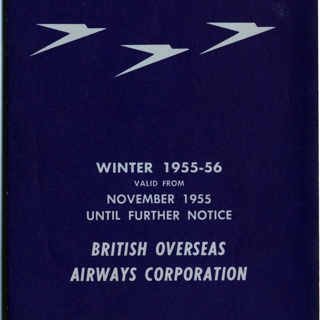 WINTER 1955-56
VALID FROM
NOVEMBER 1955
UNTIL FURTHER NOTICE
BRITISH OVERSEAS
AIRWAYS CORPORATION